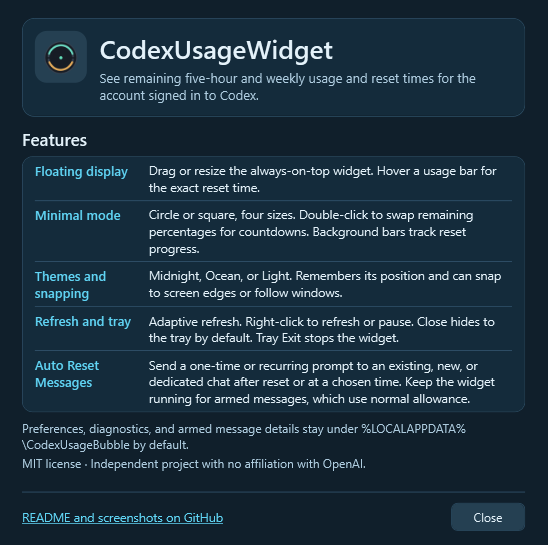 CodexUsageWidget
See remaining five-hour and weekly usage and reset times for the
account signed in to Codex.
Features
Floating display
Drag or resize the always-on-top widget. Hover a usage bar for
the exact reset time.
Minimal mode
Circle or square, four sizes. Double-click to swap remaining
percentages for countdowns. Background bars track reset
progress.
Themes and
snapping
Midnight, Ocean, or Light. Remembers its position and can snap
to screen edges or follow windows.
Refresh and tray
Adaptive refresh. Right-click to refresh or pause. Close hides to
the tray by default. Tray Exit stops the widget.
Auto Reset
Messages
Send a one-time or recurring prompt to an existing, new, or
dedicated chat after reset or at a chosen time. Keep the widget
running for armed messages, which use normal allowance.
Preferences, diagnostics, and armed message details stay under %LOCALAPPDATA%
\CodexUsageBubble by default.
MIT license · Independent project with no affiliation with OpenAI.
README and screenshots on GitHub
Close